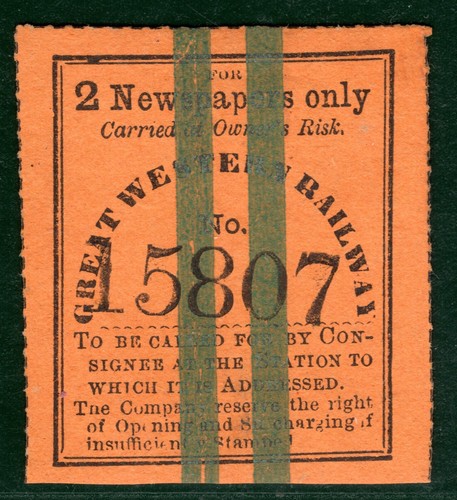 FOR
2 Newspapers only
Carried at Owner's Risk.
GREAT WESTERN RAILWAY
No.
15807
TO BE CALLED FOR BY CON-
SIGNEE AT THE STATION TO
WHICH IT IS ADDRESSED.
The Company reserve the right
of Opening and Surcharging if
insufficiently Stamped